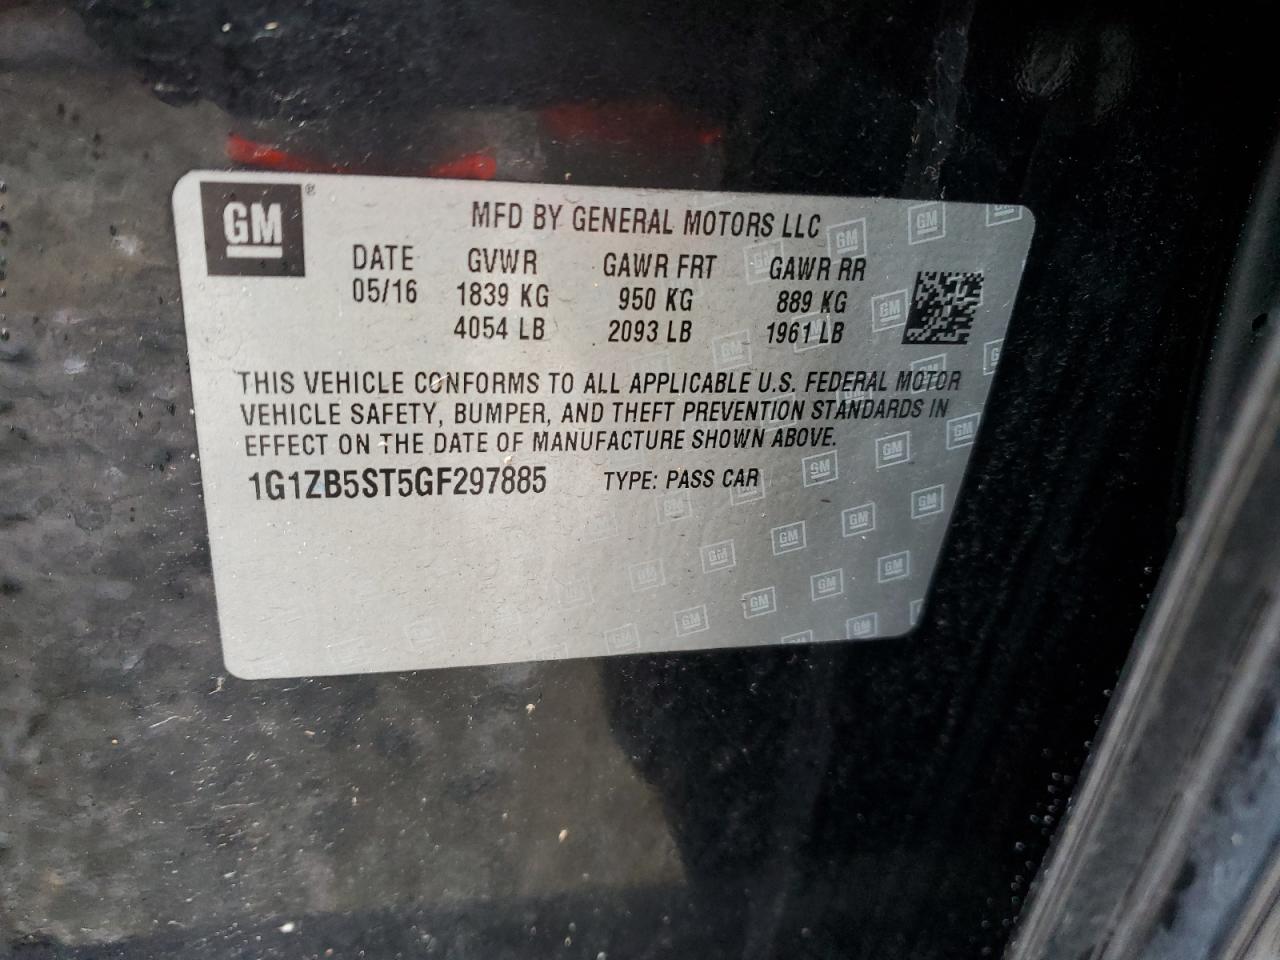 GM®
MFD BY GENERAL MOTORS LLC
DATE GVWR GAWR FRT GAWR RR
05/16 1839 KG 950 KG 889 KG
4054 LB 2093 LB 1961 LB
THIS VEHICLE CONFORMS TO ALL APPLICABLE U.S. FEDERAL MOTOR
VEHICLE SAFETY, BUMPER, AND THEFT PREVENTION STANDARDS IN
EFFECT ON THE DATE OF MANUFACTURE SHOWN ABOVE.
1G1ZB5ST5GF297885 TYPE: PASS CAR